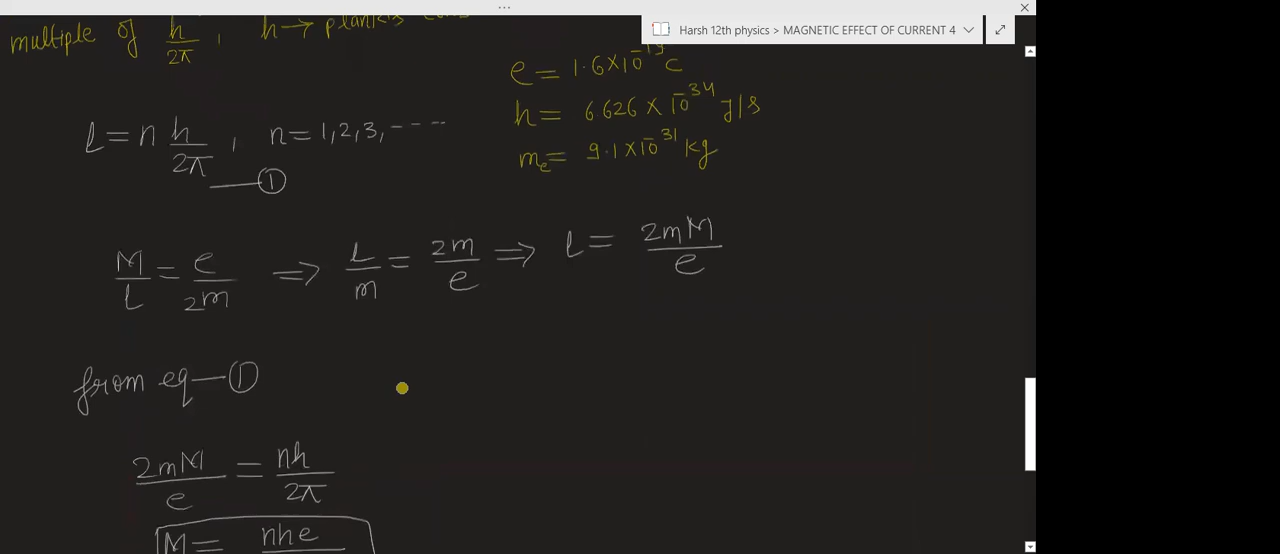 Harsh 12th physics > MAGNETIC EFFECT OF CURRENT 4
multiple of h/2π, h → planks
e = 1.6×10⁻¹⁹ C
h = 6.626 × 10⁻³⁴ J/s
mₑ = 9.1×10⁻³¹ kg
L = n h/2π, n = 1,2,3,----
—①
M/L = e/2m ⇒ L/m = 2m/e ⇒ L = 2mM/e
from eq—①
2mM/e = nh/2π
M = nhe